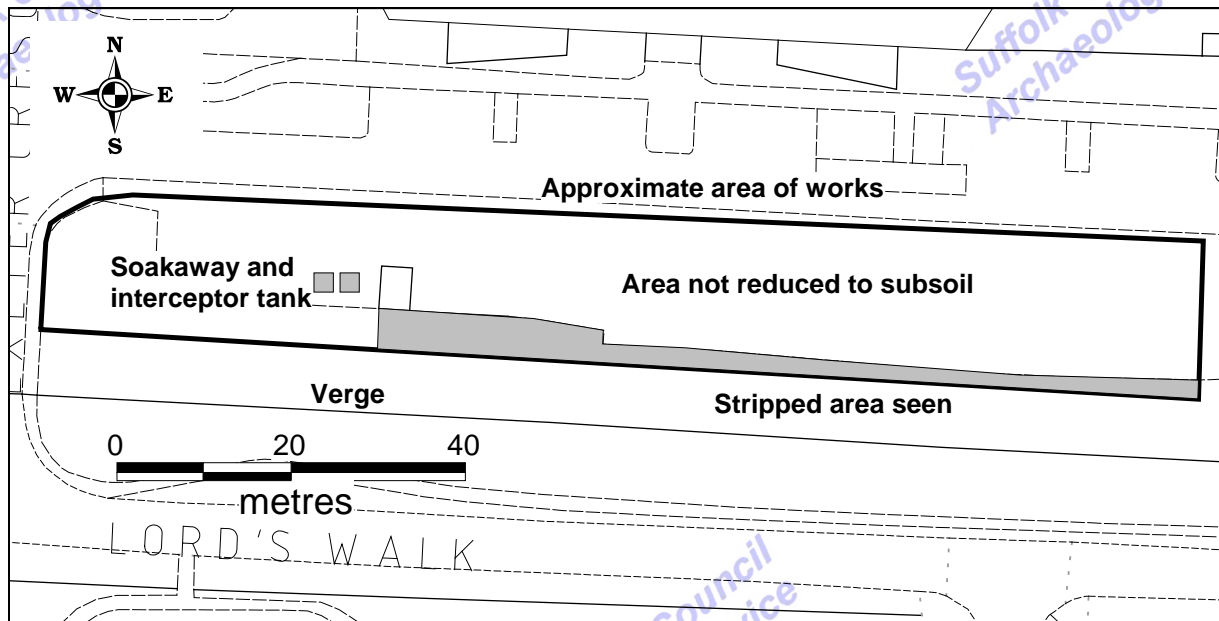 Suffolk
Archaeology
N
W E
S
Approximate area of works
Soakaway and
interceptor tank
Area not reduced to subsoil
Verge
Stripped area seen
0 20 40
metres
LORD'S WALK
Council